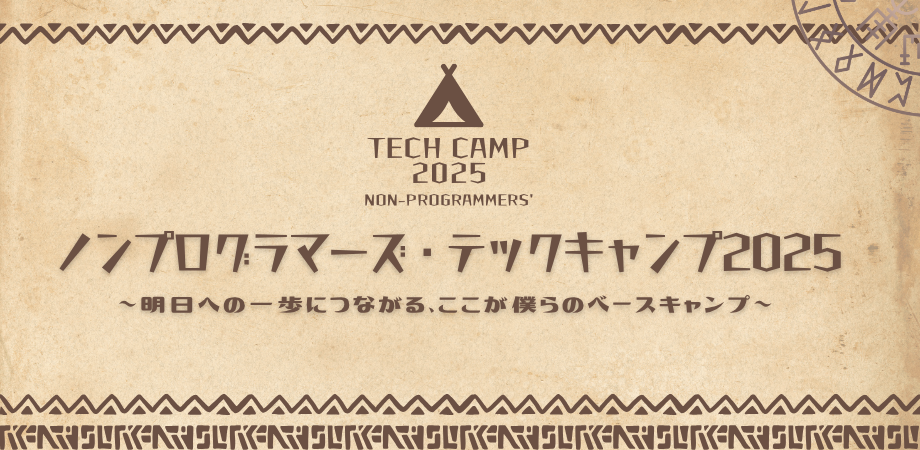 TECH CAMP
2025
NON-PROGRAMMERS'
ノンプログラマーズ・テックキャンプ2025
～明日への一歩につながる、ここが僕らのベースキャンプ～